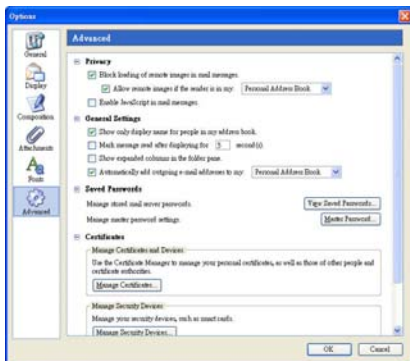 Options
General
Display
Composition
Attachments
Fonts
Advanced
Advanced
Privacy
Block loading of remote images in mail messages
Allow remote images if the sender is in my: Personal Address Book
Enable JavaScript in mail messages
General Settings
Show only display name for people in my address book.
Mark message read after displaying for 5 second(s)
Show expanded columns in the folder pane.
Automatically add outgoing e-mail addresses to my: Personal Address Book
Saved Passwords
Manage stored mail server passwords. View Saved Passwords...
Manage master password settings. Master Password...
Certificates
Manage Certificates and Devices
Use the Certificate Manager to manage your personal certificates, as well as those of other people and
certificate authorities.
Manage Certificates...
Manage Security Devices
Manage your security devices, such as smart cards.
Manage Security Devices...
OK Cancel